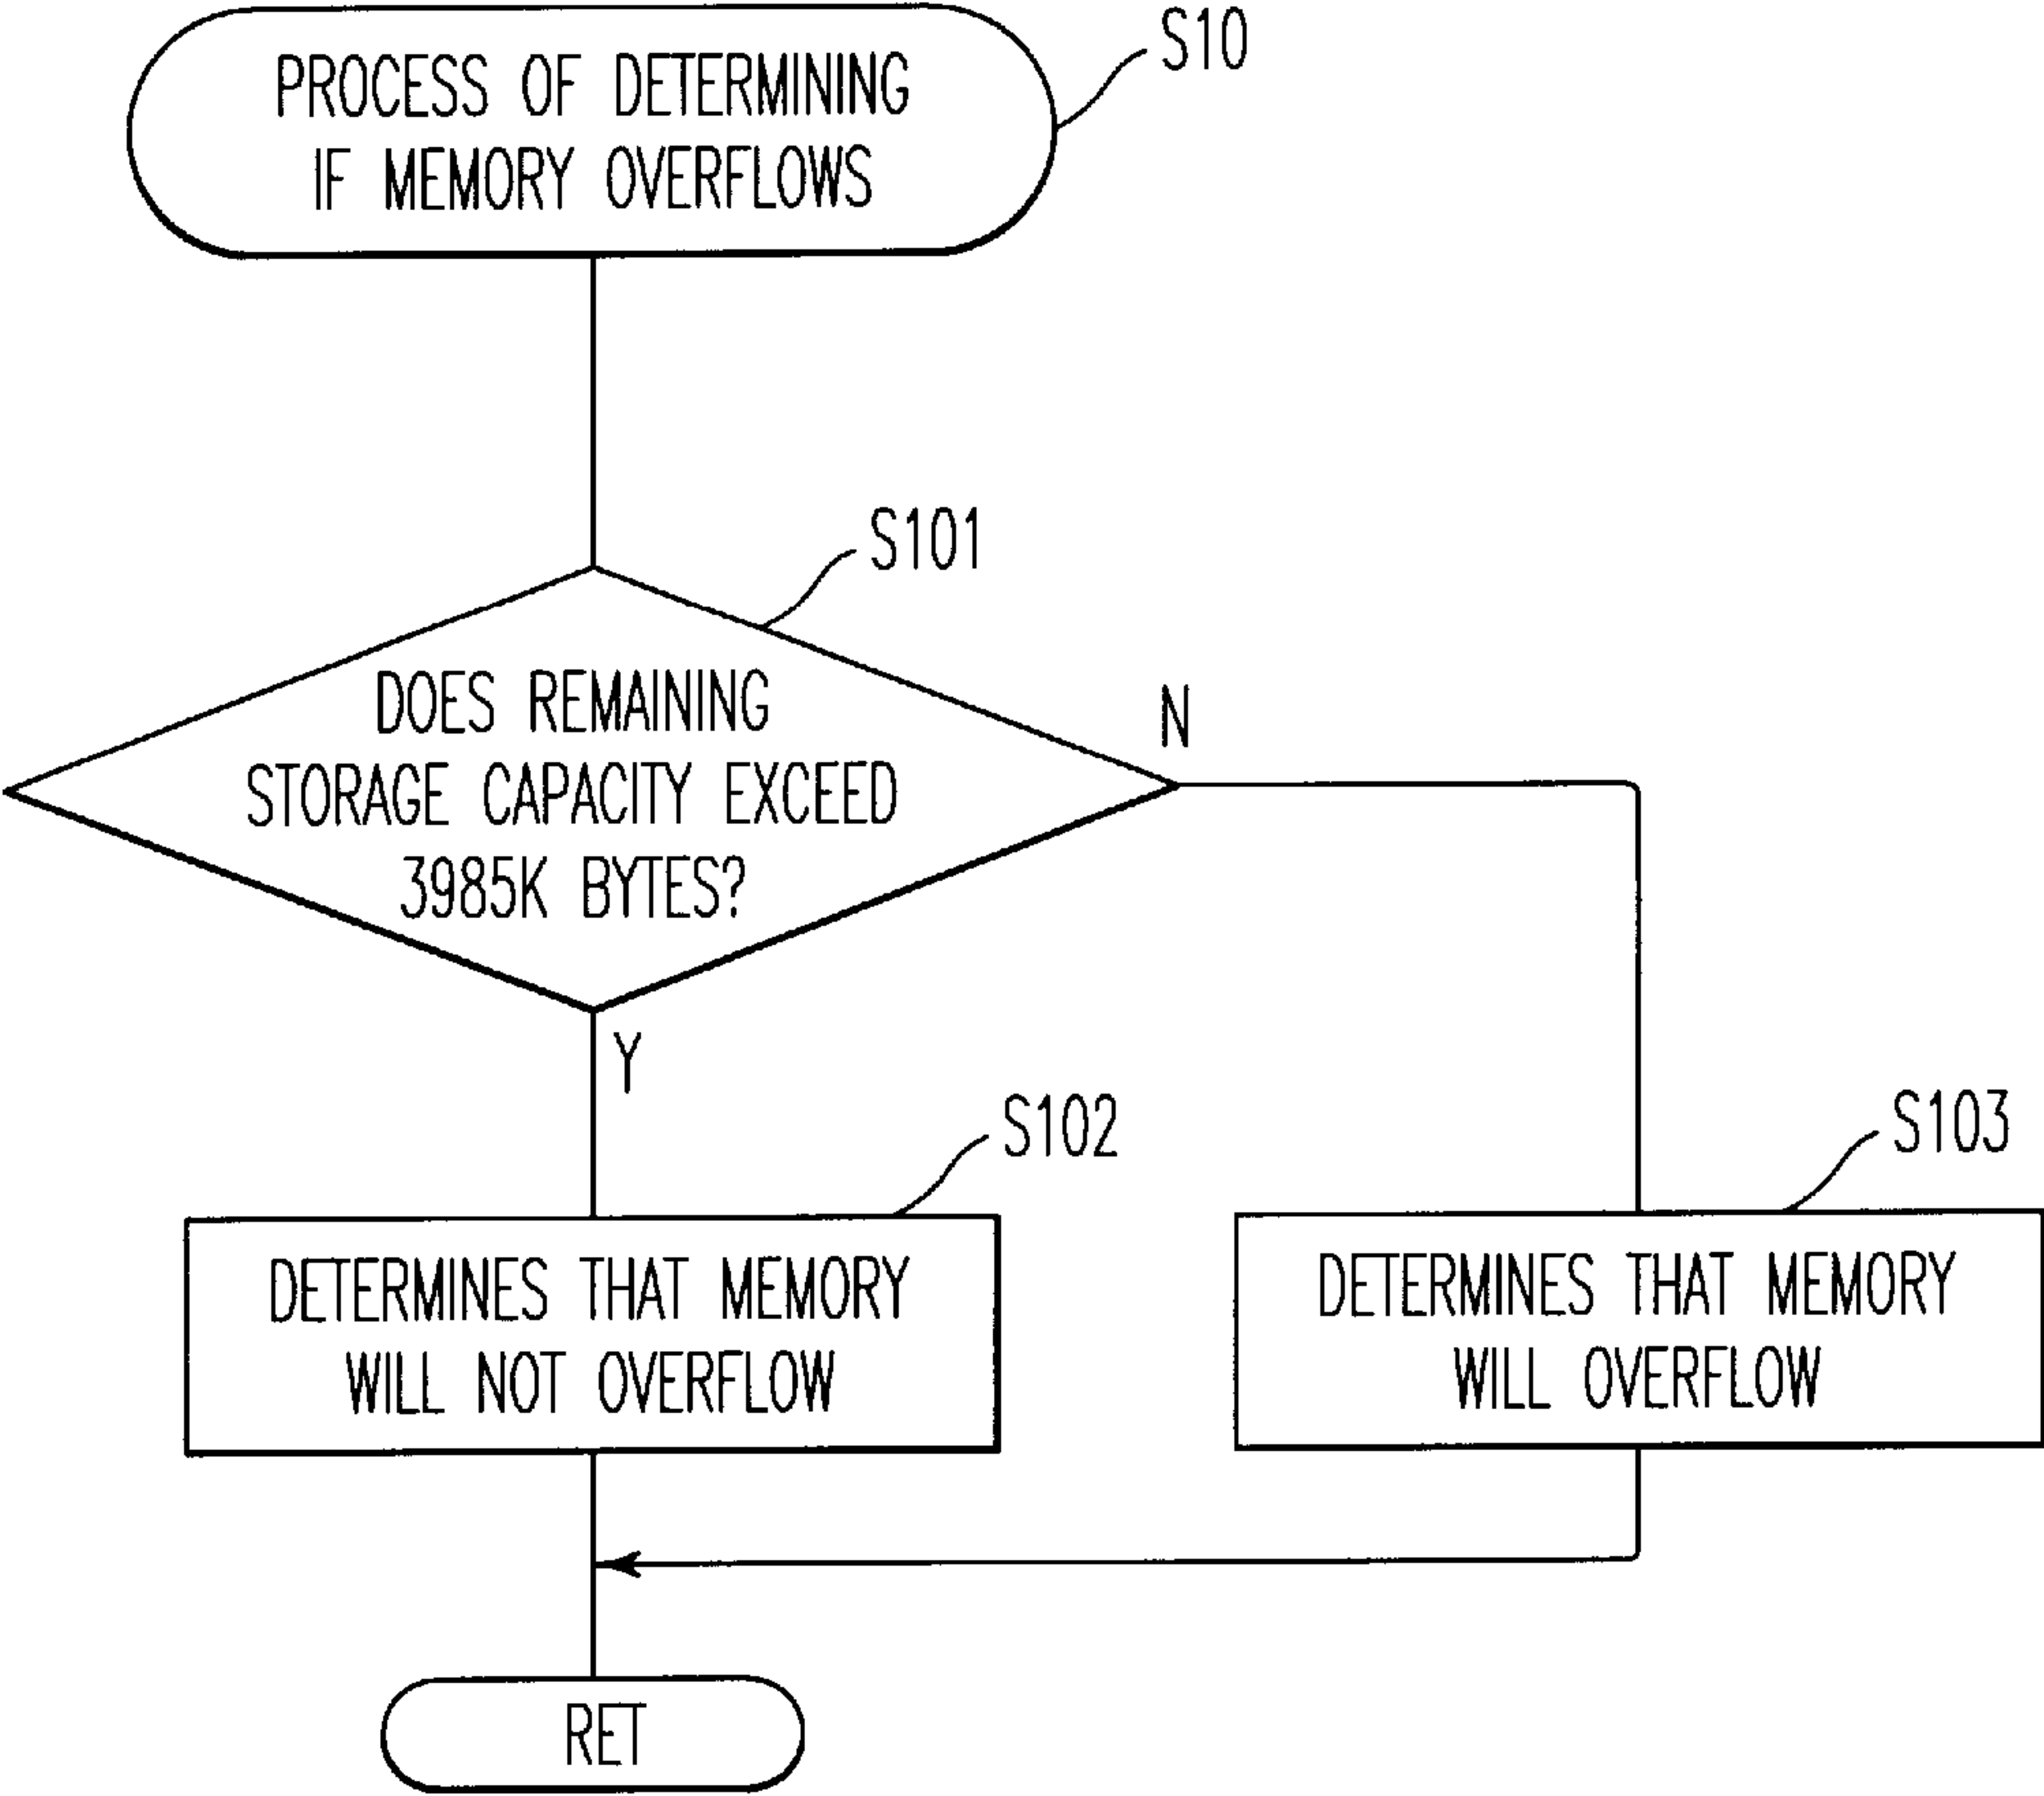 S10
PROCESS OF DETERMINING
IF MEMORY OVERFLOWS
S101
DOES REMAINING
STORAGE CAPACITY EXCEED
3985K BYTES?
N
Y
S102
DETERMINES THAT MEMORY
WILL NOT OVERFLOW
S103
DETERMINES THAT MEMORY
WILL OVERFLOW
RET